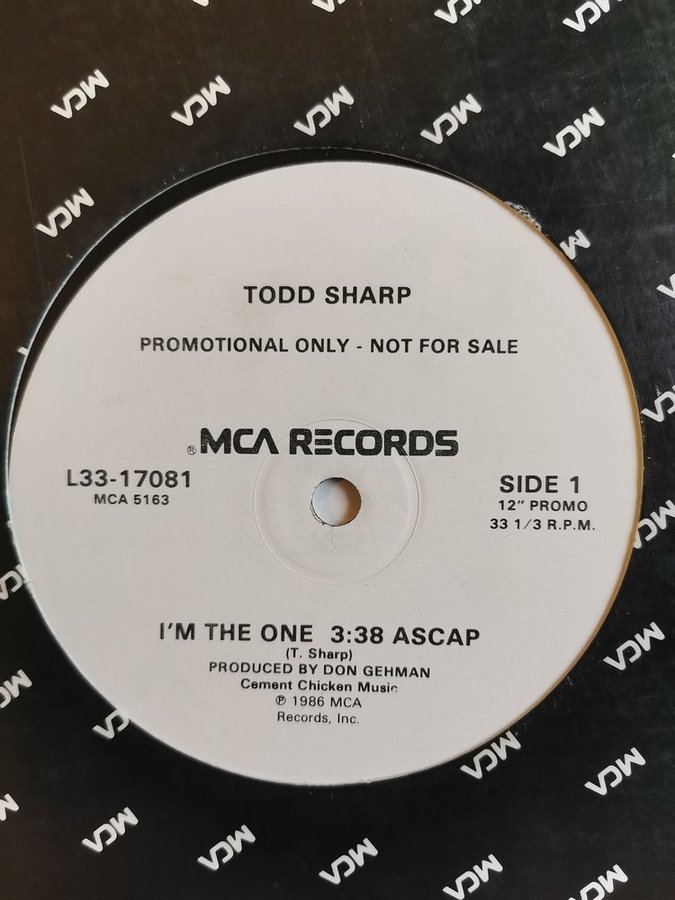 TODD SHARP
PROMOTIONAL ONLY - NOT FOR SALE
® MCA RECORDS
L33-17081
MCA 5163
SIDE 1
12" PROMO
33 1/3 R.P.M.
I'M THE ONE 3:38 ASCAP
(T. Sharp)
PRODUCED BY DON GEHMAN
Cement Chicken Music
℗ 1986 MCA
Records, Inc.
MCA
MCA
MCA
MCA
MCA
MCA
MCA
MCA
MCA
MCA
MCA
MCA
MCA
MCA